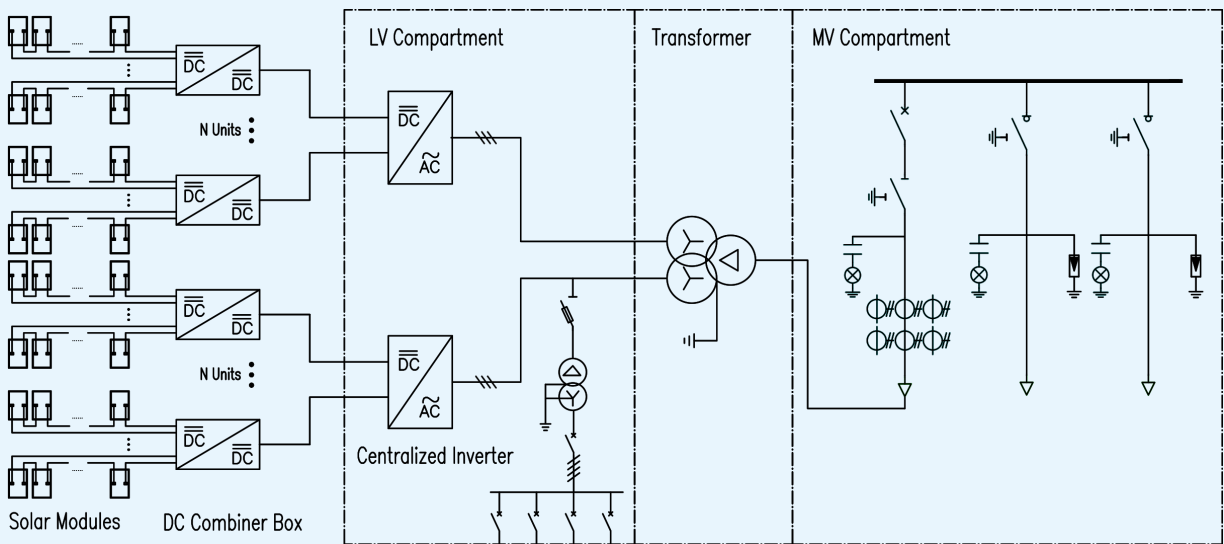 LV Compartment
Transformer
MV Compartment
DC
DC
DC
AC
N Units
DC
DC
DC
DC
N Units
DC
AC
DC
DC
Centralized Inverter
Solar Modules
DC Combiner Box